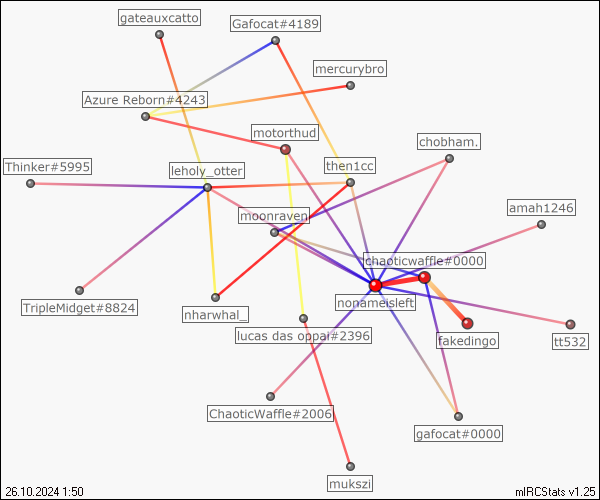 gateauxcatto
Gafocat#4189
mercurybro
Azure Reborn#4243
motorthud
chobham.
Thinker#5995
leholy_otter
then1cc
amah1246
moonraven
chaoticwaffle#0000
nonameisleft
TripleMidget#8824
nharwhal_
lucas das oppai#2396
fakedingo
tt532
ChaoticWaffle#2006
gafocat#0000
mukszi
26.10.2024 1:50
mIRCStats v1.25